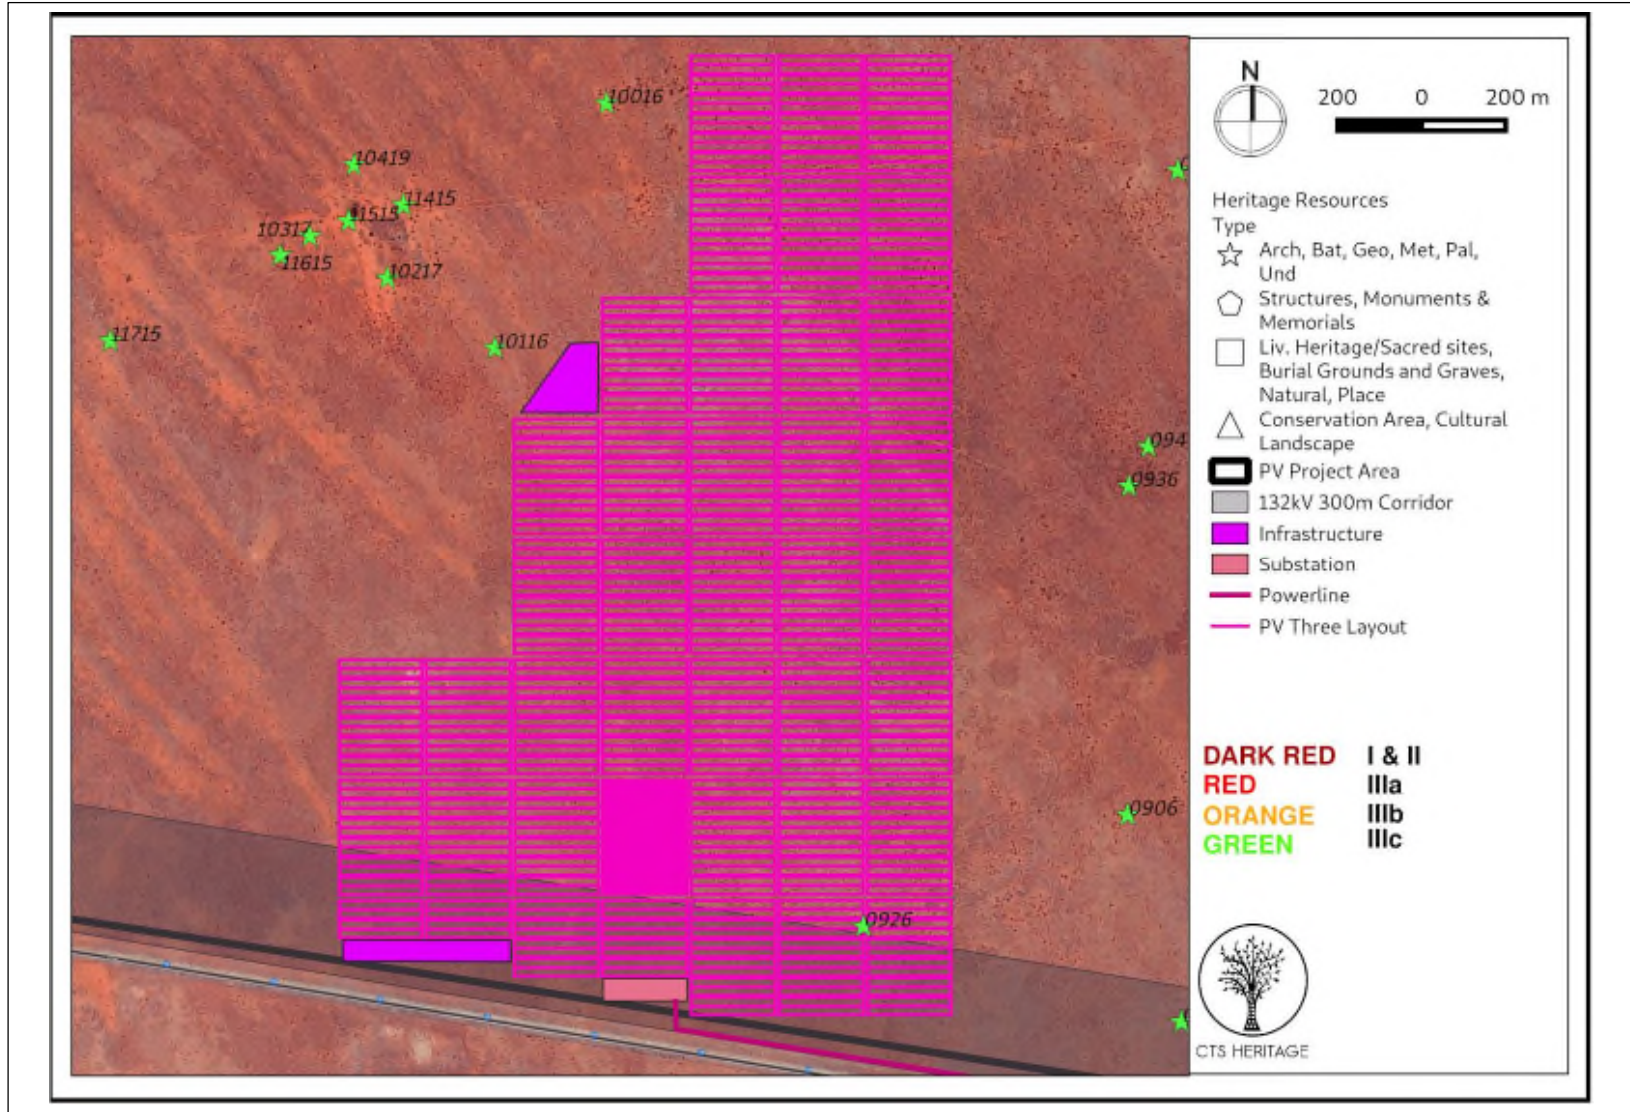 10016
10419
11415
11515
10317
11615
10217
11715
10116
094
0936
0906
0926
N
200 0 200 m
Heritage Resources
Type
Arch, Bat, Geo, Met, Pal,
Und
Structures, Monuments &
Memorials
Liv. Heritage/Sacred sites,
Burial Grounds and Graves,
Natural, Place
Conservation Area, Cultural
Landscape
PV Project Area
132kV 300m Corridor
Infrastructure
Substation
Powerline
PV Three Layout
DARK RED I & II
RED IIIa
ORANGE IIIb
GREEN IIIc
CTS HERITAGE